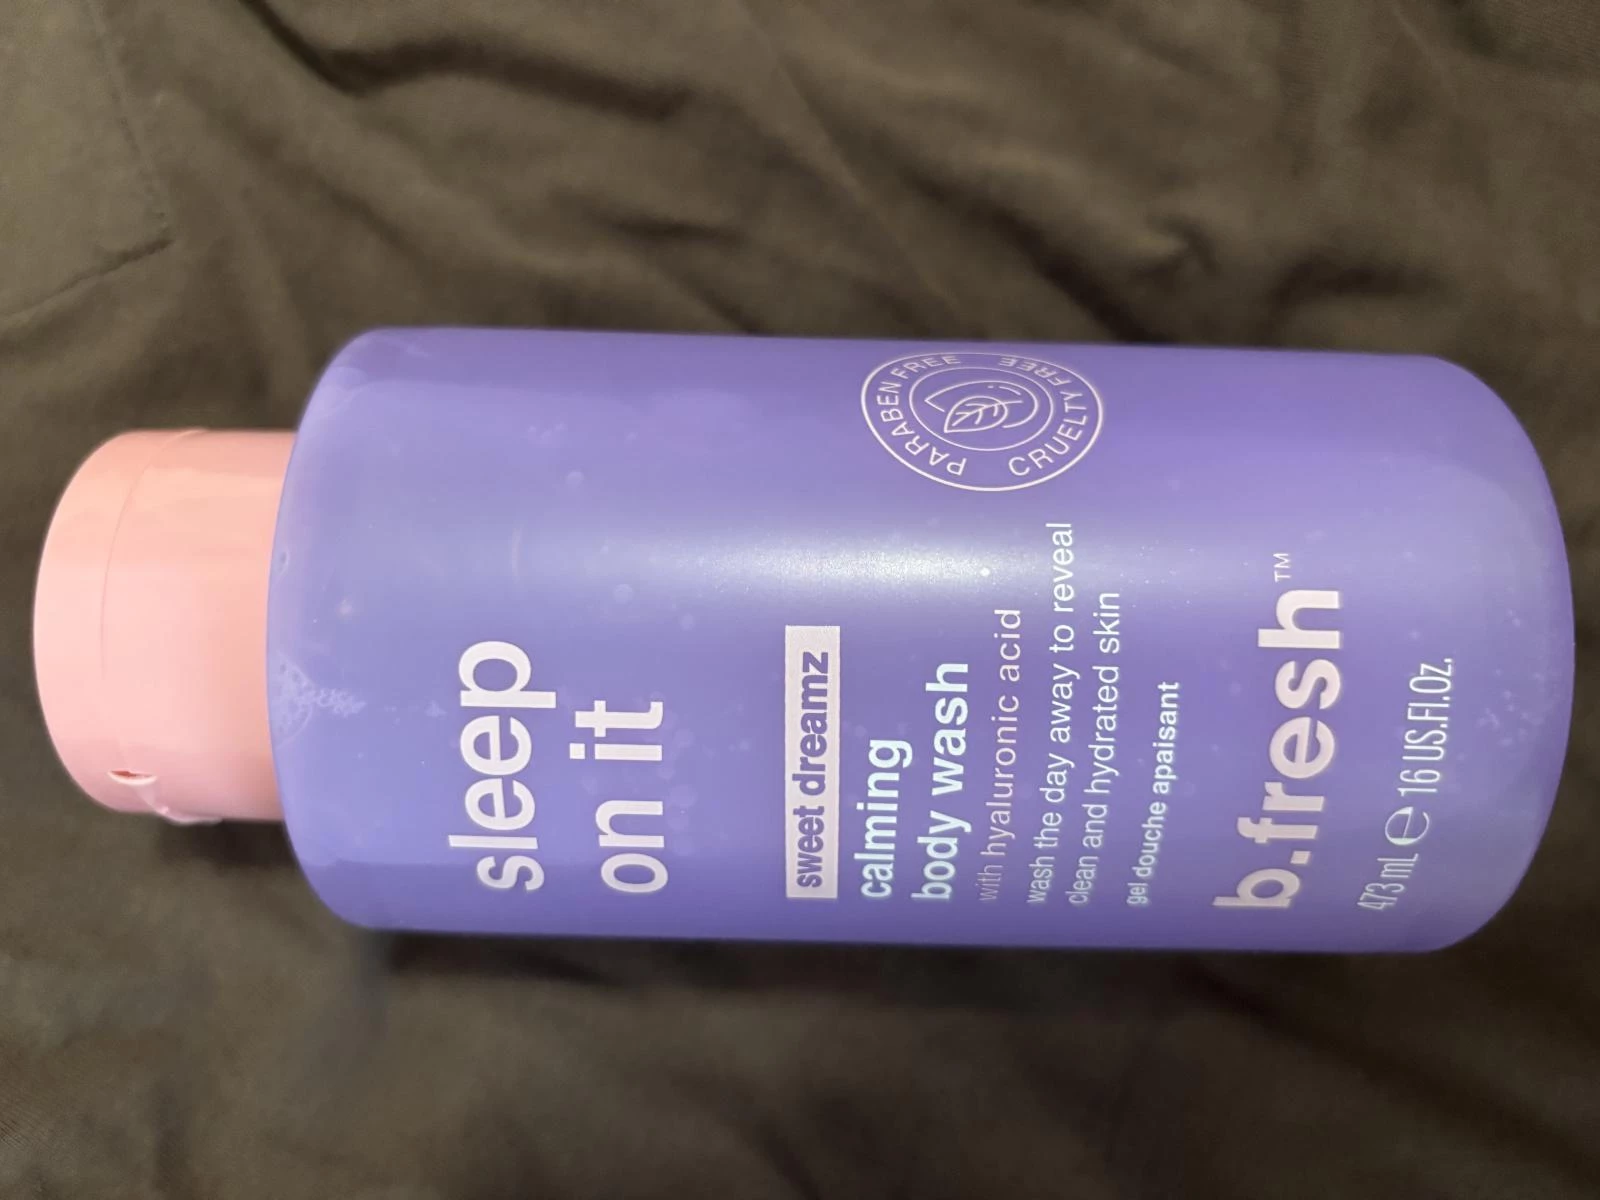 sleep
on it
sweet dreamz
calming
body wash
with hyaluronic acid
wash the day away to reveal
clean and hydrated skin
gel douche apaisant
PARABEN FREE
CRUELTY FREE
b.fresh™
473 mL ℮ 16 US.Fl.Oz.